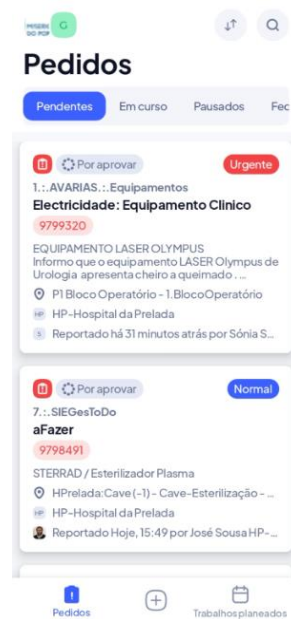 G
Pedidos
Pendentes Em curso Pausados Fec
Por aprovar Urgente
1.:.AVARIAS.:.Equipamentos
Electricidade: Equipamento Clinico
9799320
EQUIPAMENTO LASER OLYMPUS
Informo que o equipamento LASER Olympus de
Urologia apresenta cheiro a queimado . ...
P1 Bloco Operatório - 1.BlocoOperatório
HP HP-Hospital da Prelada
S Reportado há 31 minutos atrás por Sónia S...
Por aprovar Normal
7.:.SIEGesToDo
aFazer
9798491
STERRAD / Esterilizador Plasma
HPrelada:Cave (-1) - Cave-Esterilização - ...
HP HP-Hospital da Prelada
Reportado Hoje, 15:49 por José Sousa HP-...
Pedidos Trabalhos planeados